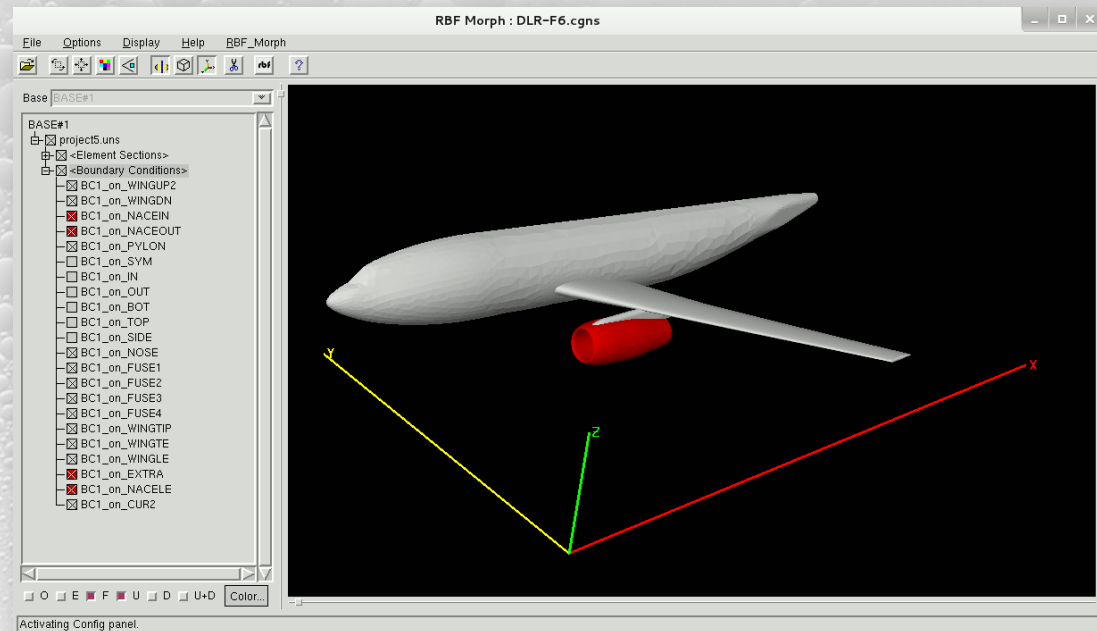 RBF Morph : DLR-F6.cgns
File Options Display Help RBF_Morph
rbf ?
Base BASE#1
BASE#1
project5.uns
<Element Sections>
<Boundary Conditions>
BC1_on_WINGUP2
BC1_on_WINGDN
BC1_on_NACEIN
BC1_on_NACEOUT
BC1_on_PYLON
BC1_on_SYM
BC1_on_IN
BC1_on_OUT
BC1_on_BOT
BC1_on_TOP
BC1_on_SIDE
BC1_on_NOSE
BC1_on_FUSE1
BC1_on_FUSE2
BC1_on_FUSE3
BC1_on_FUSE4
BC1_on_WINGTIP
BC1_on_WINGTE
BC1_on_WINGLE
BC1_on_EXTRA
BC1_on_NACELE
BC1_on_CUR2
Y
X
Z
O E F U D U+D Color...
Activating Config panel.